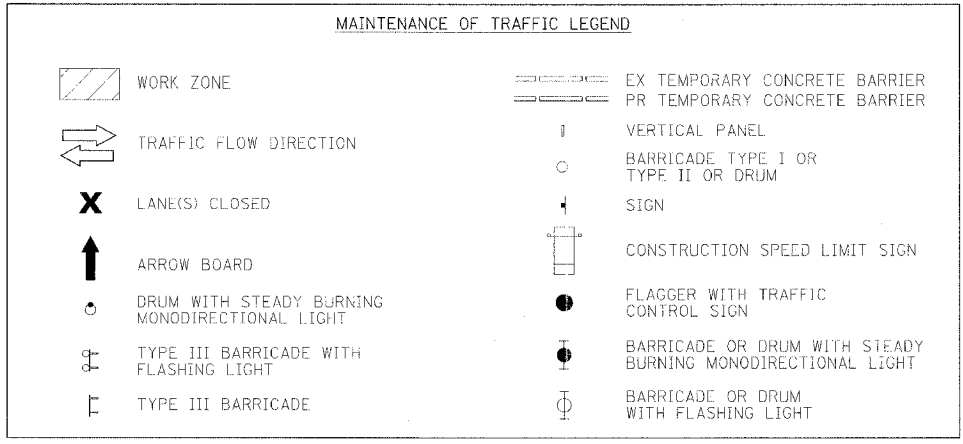 MAINTENANCE OF TRAFFIC LEGEND
WORK ZONE
TRAFFIC FLOW DIRECTION
X
LANE(S) CLOSED
ARROW BOARD
DRUM WITH STEADY BURNING
MONODIRECTIONAL LIGHT
TYPE III BARRICADE WITH
FLASHING LIGHT
TYPE III BARRICADE
EX TEMPORARY CONCRETE BARRIER
PR TEMPORARY CONCRETE BARRIER
VERTICAL PANEL
BARRICADE TYPE I OR
TYPE II OR DRUM
SIGN
CONSTRUCTION SPEED LIMIT SIGN
FLAGGER WITH TRAFFIC
CONTROL SIGN
BARRICADE OR DRUM WITH STEADY
BURNING MONODIRECTIONAL LIGHT
BARRICADE OR DRUM
WITH FLASHING LIGHT